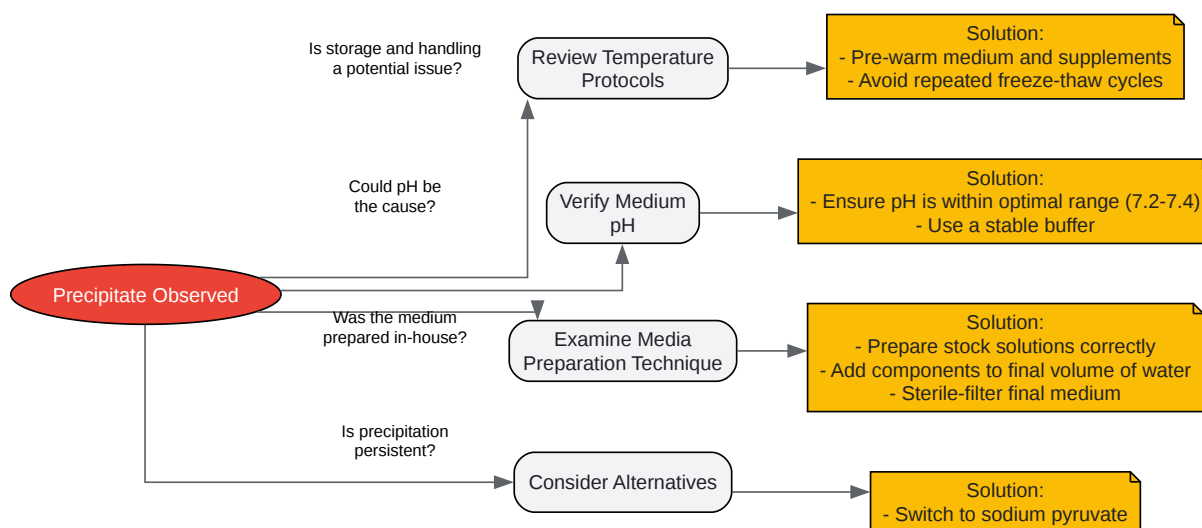 Is storage and handling
a potential issue?
Review Temperature
Protocols
Solution:
- Pre-warm medium and supplements
- Avoid repeated freeze-thaw cycles
Could pH be
the cause?
Verify Medium
pH
Solution:
- Ensure pH is within optimal range (7.2-7.4)
- Use a stable buffer
Precipitate Observed
Was the medium
prepared in-house?
Examine Media
Preparation Technique
Solution:
- Prepare stock solutions correctly
- Add components to final volume of water
- Sterile-filter final medium
Is precipitation
persistent?
Consider Alternatives
Solution:
- Switch to sodium pyruvate